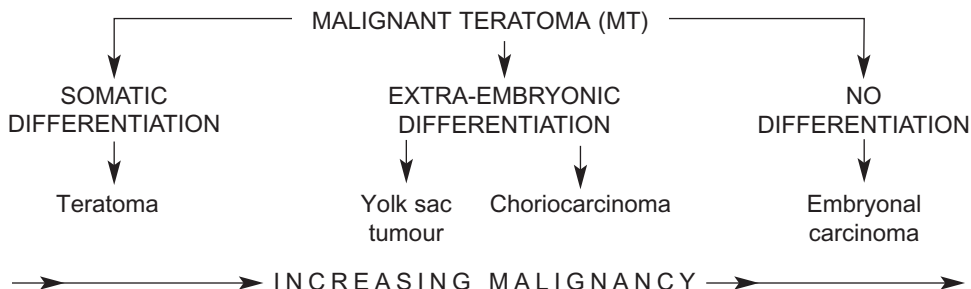 MALIGNANT TERATOMA (MT)
SOMATIC
DIFFERENTIATION
EXTRA-EMBRYONIC
DIFFERENTIATION
NO
DIFFERENTIATION
Teratoma
Yolk sac
tumour
Choriocarcinoma
Embryonal
carcinoma
INCREASING MALIGNANCY